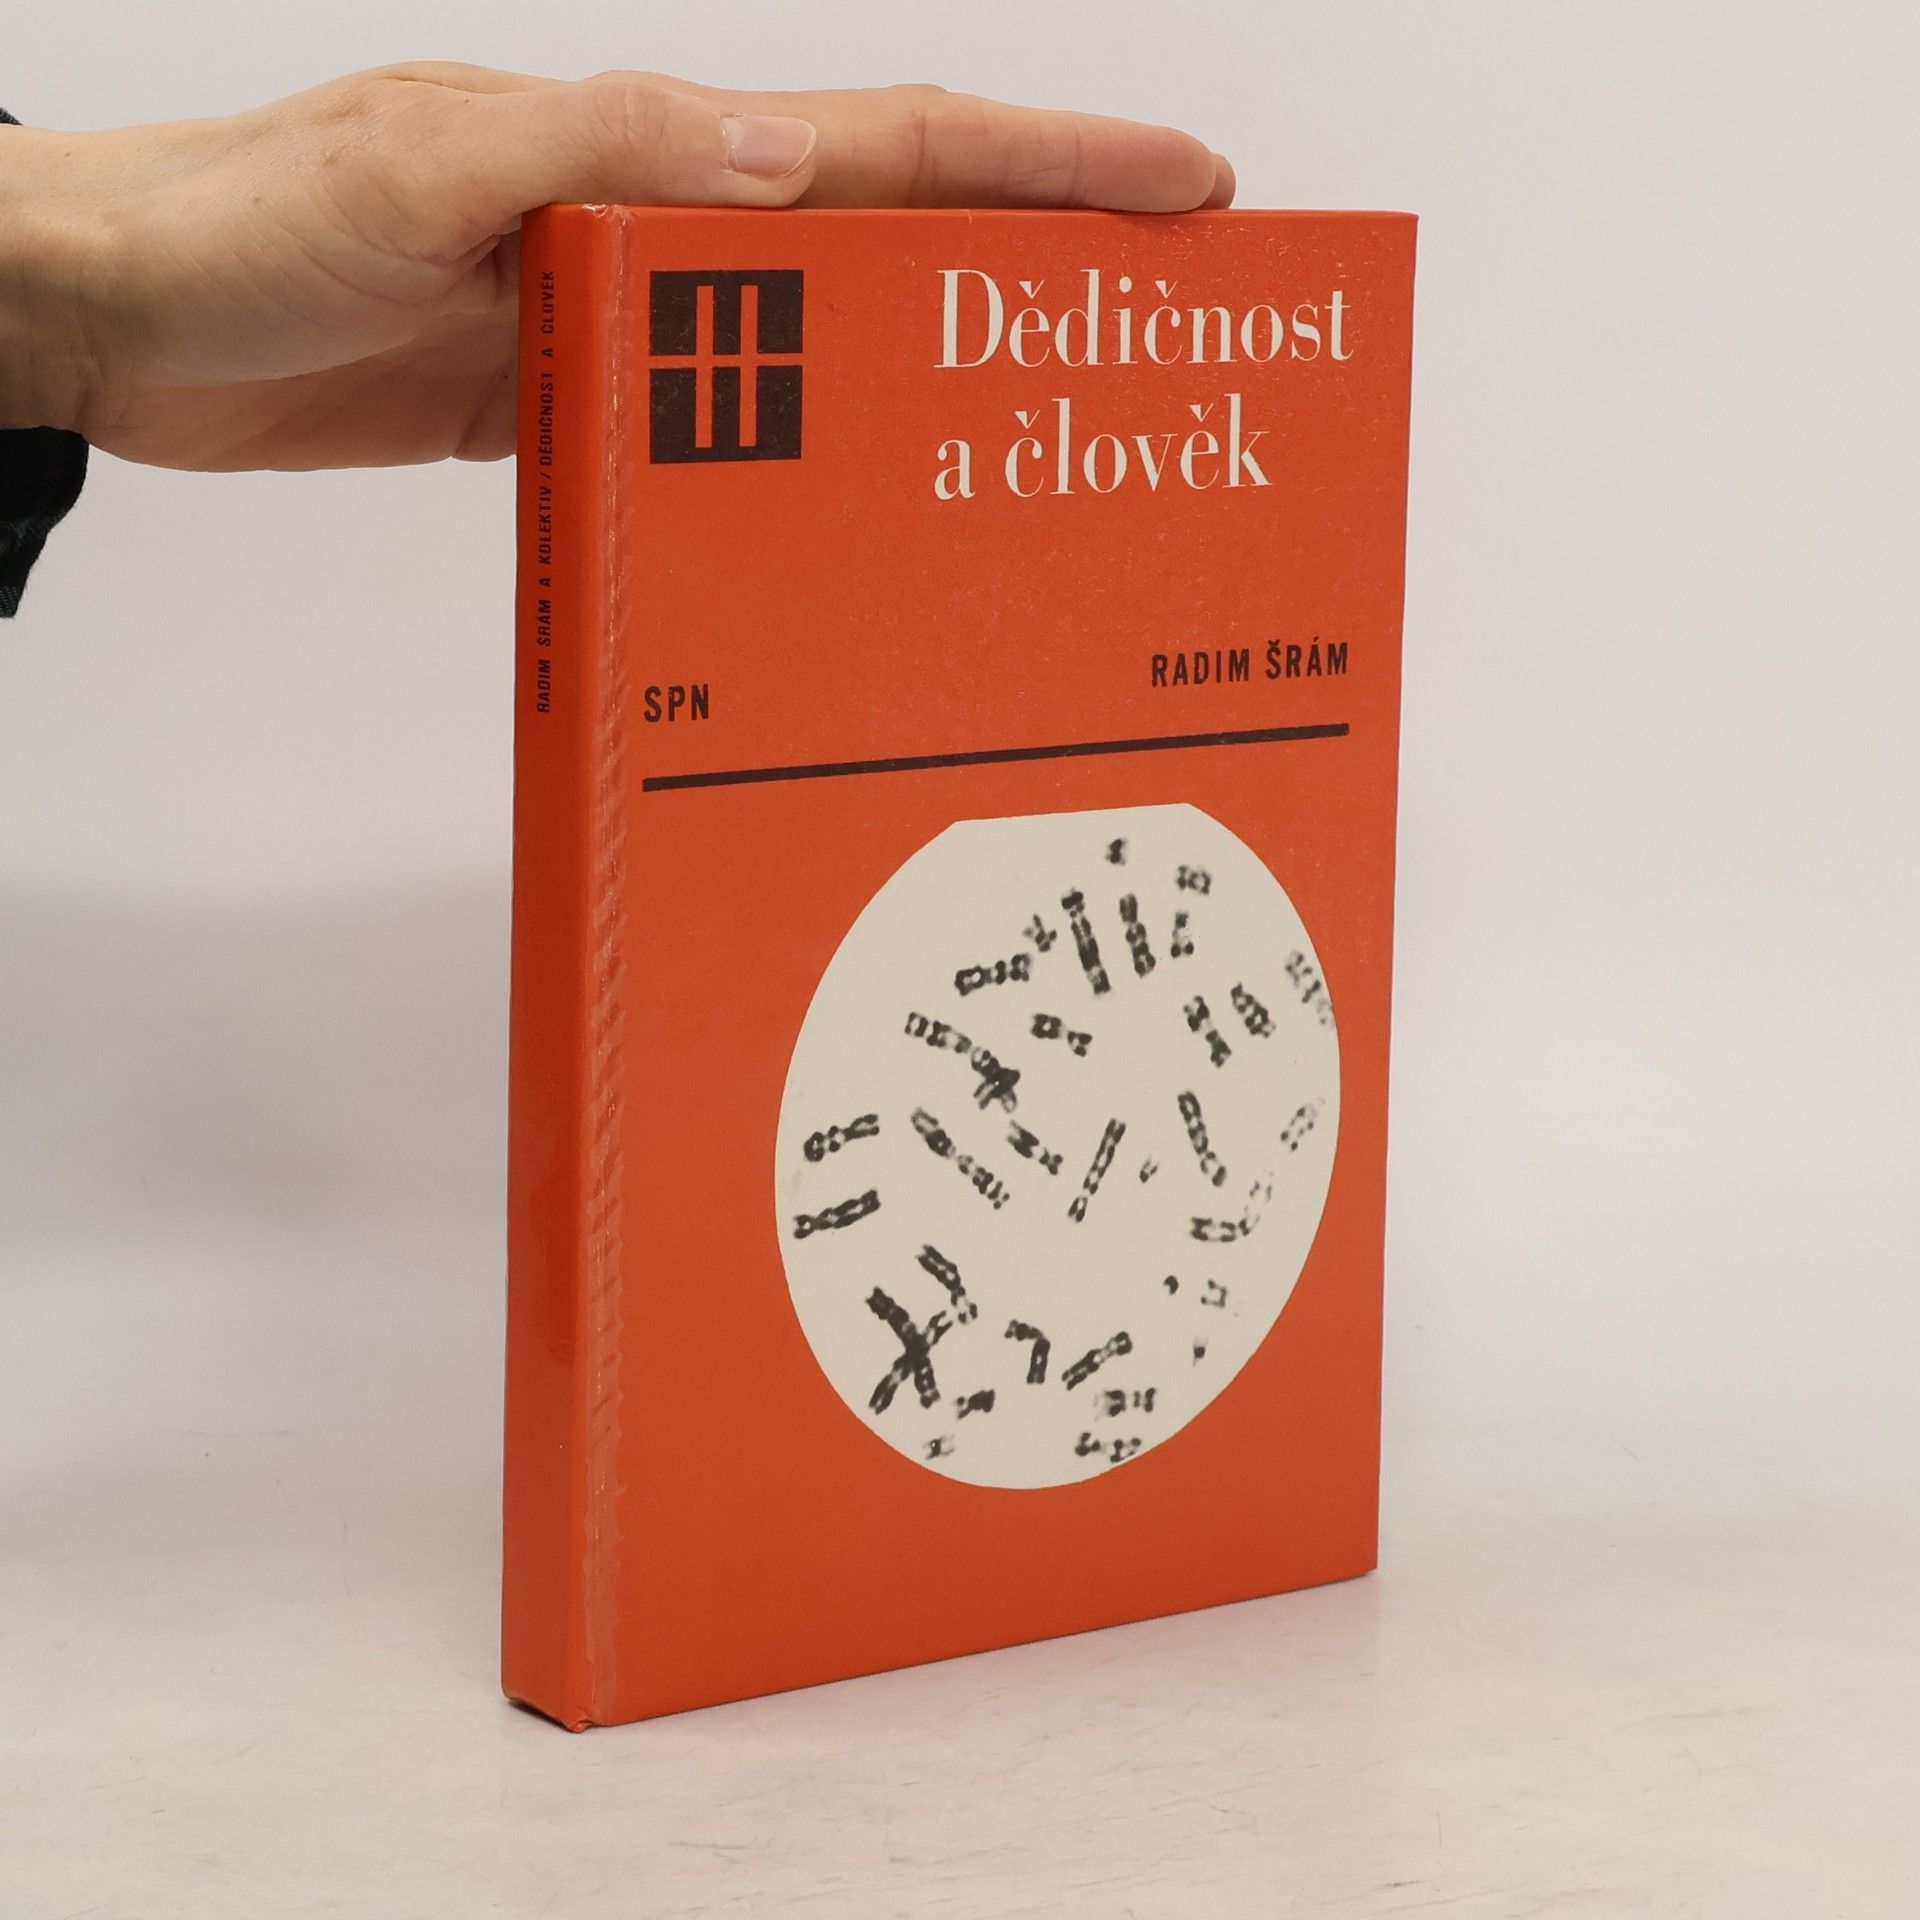 RADIM ŠRÁM A KOLEKTIV / DĚDIČNOST A ČLOVĚK
Dědičnost
a člověk
RADIM ŠRÁM
SPN